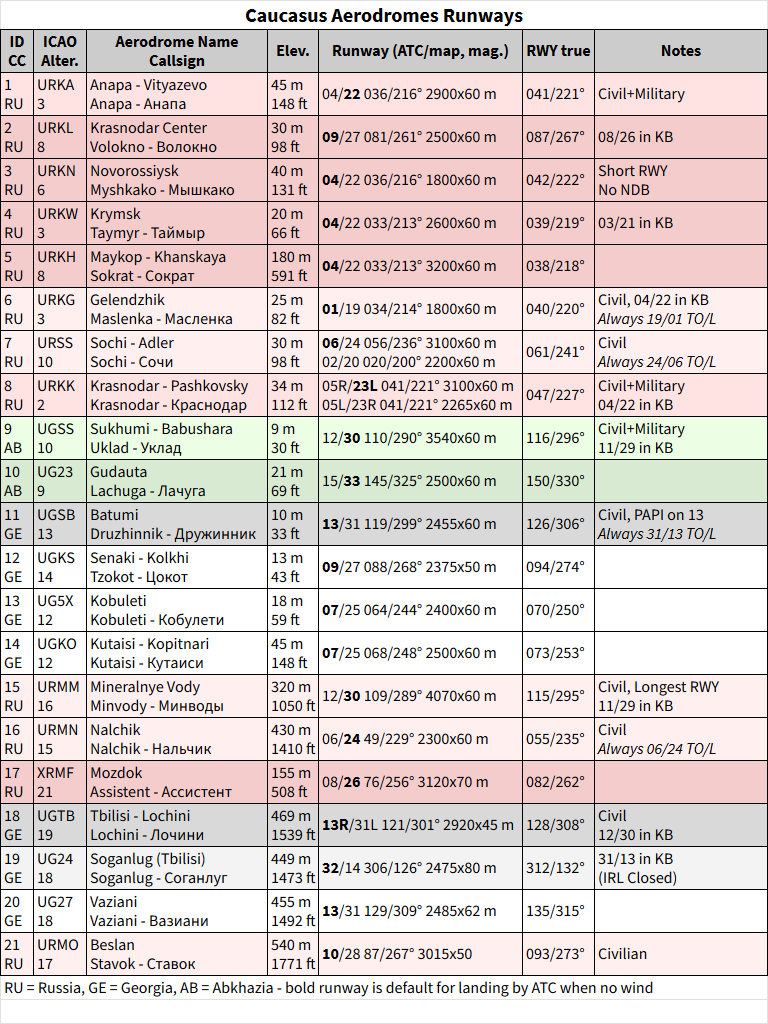 Caucasus Aerodromes Runways
ID CC | ICAO Alter. | Aerodrome Name Callsign | Elev. | Runway (ATC/map, mag.) | RWY true | Notes
1 URKA Anapa - Vityazevo 45 m 04/22 036/216° 2900x60 m 041/221° Civil+Military
RU 3 Anapa - Анапа 148 ft
2 URKL Krasnodar Center 30 m 09/27 081/261° 2500x60 m 087/267° 08/26 in KB
RU 8 Volokno - Волокно 98 ft
3 URKN Novorossiysk 40 m 04/22 036/216° 1800x60 m 042/222° Short RWY
RU 6 Myshkako - Мышкако 131 ft No NDB
4 URKW Krymsk 20 m 04/22 033/213° 2600x60 m 039/219° 03/21 in KB
RU 3 Taymyr - Таймыр 66 ft
5 URKH Maykop - Khanskaya 180 m 04/22 033/213° 3200x60 m 038/218°
RU 8 Sokrat - Сократ 591 ft
6 URKG Gelendzhik 25 m 01/19 034/214° 1800x60 m 040/220° Civil, 04/22 in KB
RU 3 Maslenka - Масленка 82 ft Always 19/01 TO/L
7 URSS Sochi - Adler 30 m 06/24 056/236° 3100x60 m 061/241° Civil
RU 10 Sochi - Сочи 98 ft 02/20 020/200° 2200x60 m Always 24/06 TO/L
8 URKK Krasnodar - Pashkovsky 34 m 05R/23L 041/221° 3100x60 m 047/227° Civil+Military
RU 2 Krasnodar - Краснодар 112 ft 05L/23R 041/221° 2265x60 m 04/22 in KB
9 UGSS Sukhumi - Babushara 9 m 12/30 110/290° 3540x60 m 116/296° Civil+Military
AB 10 Uklad - Уклад 30 ft 11/29 in KB
10 UG23 Gudauta 21 m 15/33 145/325° 2500x60 m 150/330°
AB 9 Lachuga - Лачуга 69 ft
11 UGSB Batumi 10 m 13/31 119/299° 2455x60 m 126/306° Civil, PAPI on 13
GE 13 Druzhinnik - Дружинник 33 ft Always 31/13 TO/L
12 UGKS Senaki - Kolkhi 13 m 09/27 088/268° 2375x50 m 094/274°
GE 14 Tzokot - Цокот 43 ft
13 UG5X Kobuleti 18 m 07/25 064/244° 2400x60 m 070/250°
GE 12 Kobuleti - Кобулети 59 ft
14 UGKO Kutaisi - Kopitnari 45 m 07/25 068/248° 2500x60 m 073/253°
GE 12 Kutaisi - Кутаиси 148 ft
15 URMM Mineralnye Vody 320 m 12/30 109/289° 4070x60 m 115/295° Civil, Longest RWY
RU 16 Minvody - Минводы 1050 ft 11/29 in KB
16 URMN Nalchik 430 m 06/24 49/229° 2300x60 m 055/235° Civil
RU 15 Nalchik - Нальчик 1410 ft Always 06/24 TO/L
17 XRMF Mozdok 155 m 08/26 76/256° 3120x70 m 082/262°
RU 21 Assistent - Ассистент 508 ft
18 UGTB Tbilisi - Lochini 469 m 13R/31L 121/301° 2920x45 m 128/308° Civil
GE 19 Lochini - Лочини 1539 ft 12/30 in KB
19 UG24 Soganlug (Tbilisi) 449 m 32/14 306/126° 2475x80 m 312/132° 31/13 in KB
GE 18 Soganlug - Соганлуг 1473 ft (IRL Closed)
20 UG27 Vaziani 455 m 13/31 129/309° 2485x62 m 135/315°
GE 18 Vaziani - Вазиани 1492 ft
21 URMO Beslan 540 m 10/28 87/267° 3015x50 093/273° Civilian
RU 17 Stavok - Ставок 1771 ft
RU = Russia, GE = Georgia, AB = Abkhazia - bold runway is default for landing by ATC when no wind